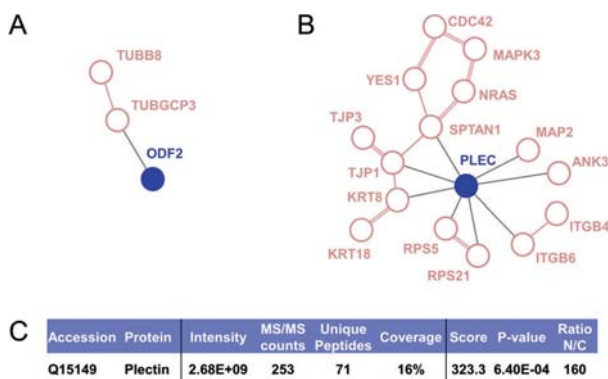 A
TUBB8
TUBGCP3
ODF2
B
CDC42
MAPK3
YES1
NRAS
TJP3
SPTAN1
MAP2
PLEC
ANK3
TJP1
KRT8
ITGB4
KRT18
RPS5
ITGB6
RPS21
C
Accession Protein Intensity MS/MS counts Unique Peptides Coverage Score P-value Ratio N/C
Q15149 Plectin 2.68E+09 253 71 16% 323.3 6.40E-04 160